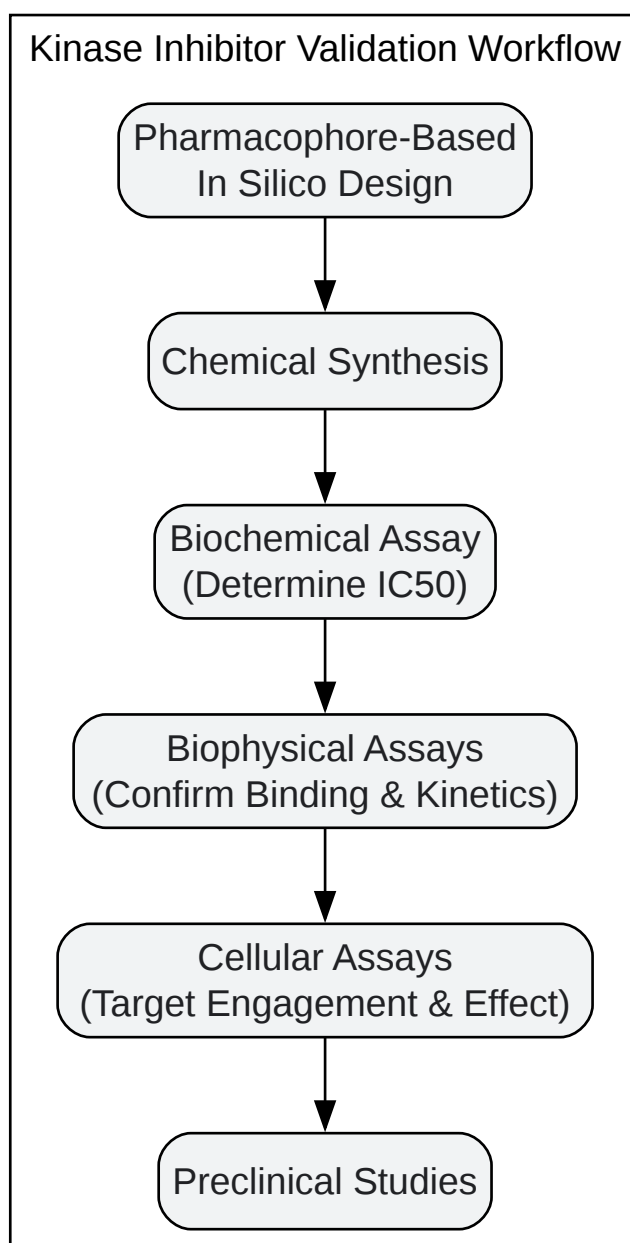 Kinase Inhibitor Validation Workflow
Pharmacophore-Based
In Silico Design
Chemical Synthesis
Biochemical Assay
(Determine IC50)
Biophysical Assays
(Confirm Binding & Kinetics)
Cellular Assays
(Target Engagement & Effect)
Preclinical Studies